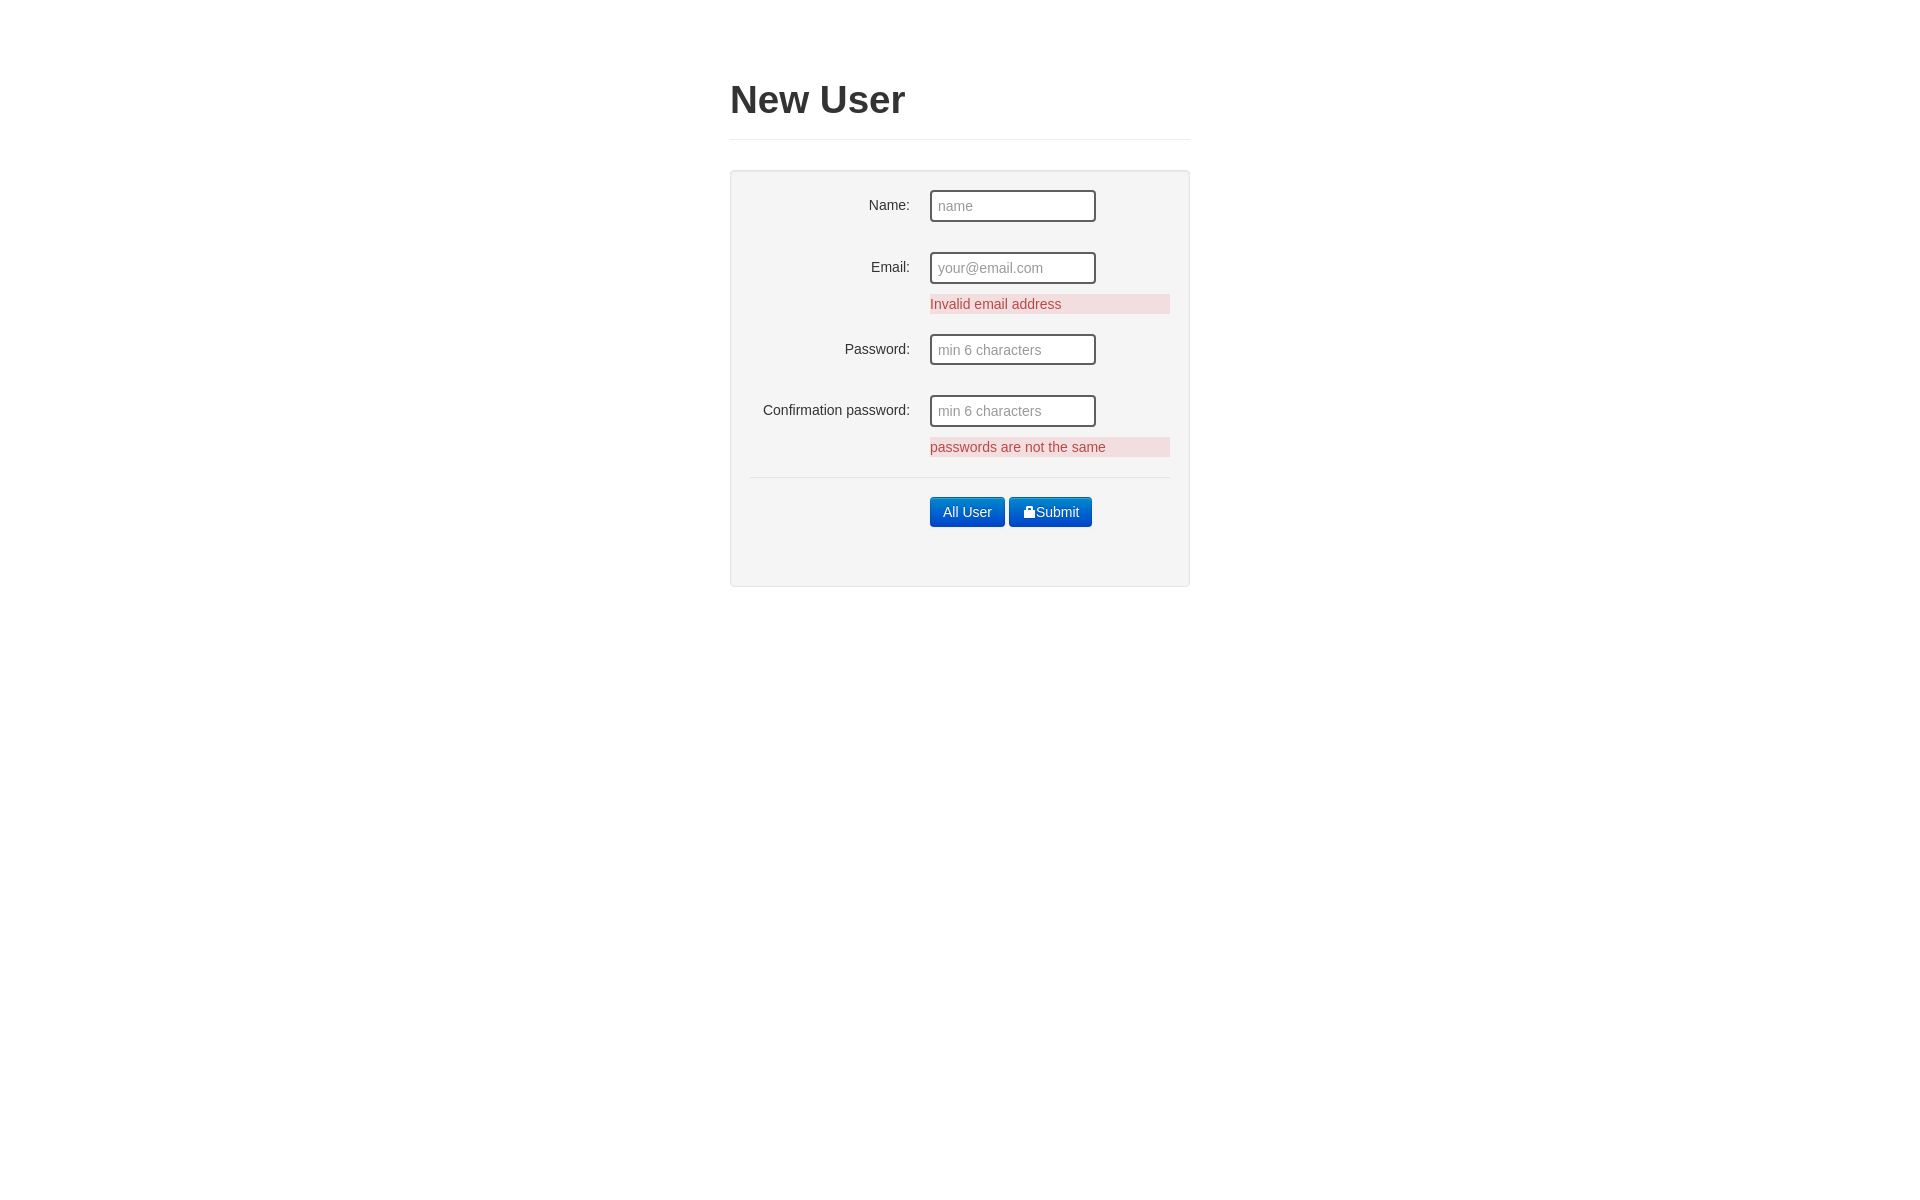 New User
Name:
name
Email:
your@email.com
Invalid email address
Password:
min 6 characters
Confirmation password:
min 6 characters
passwords are not the same
All User
Submit